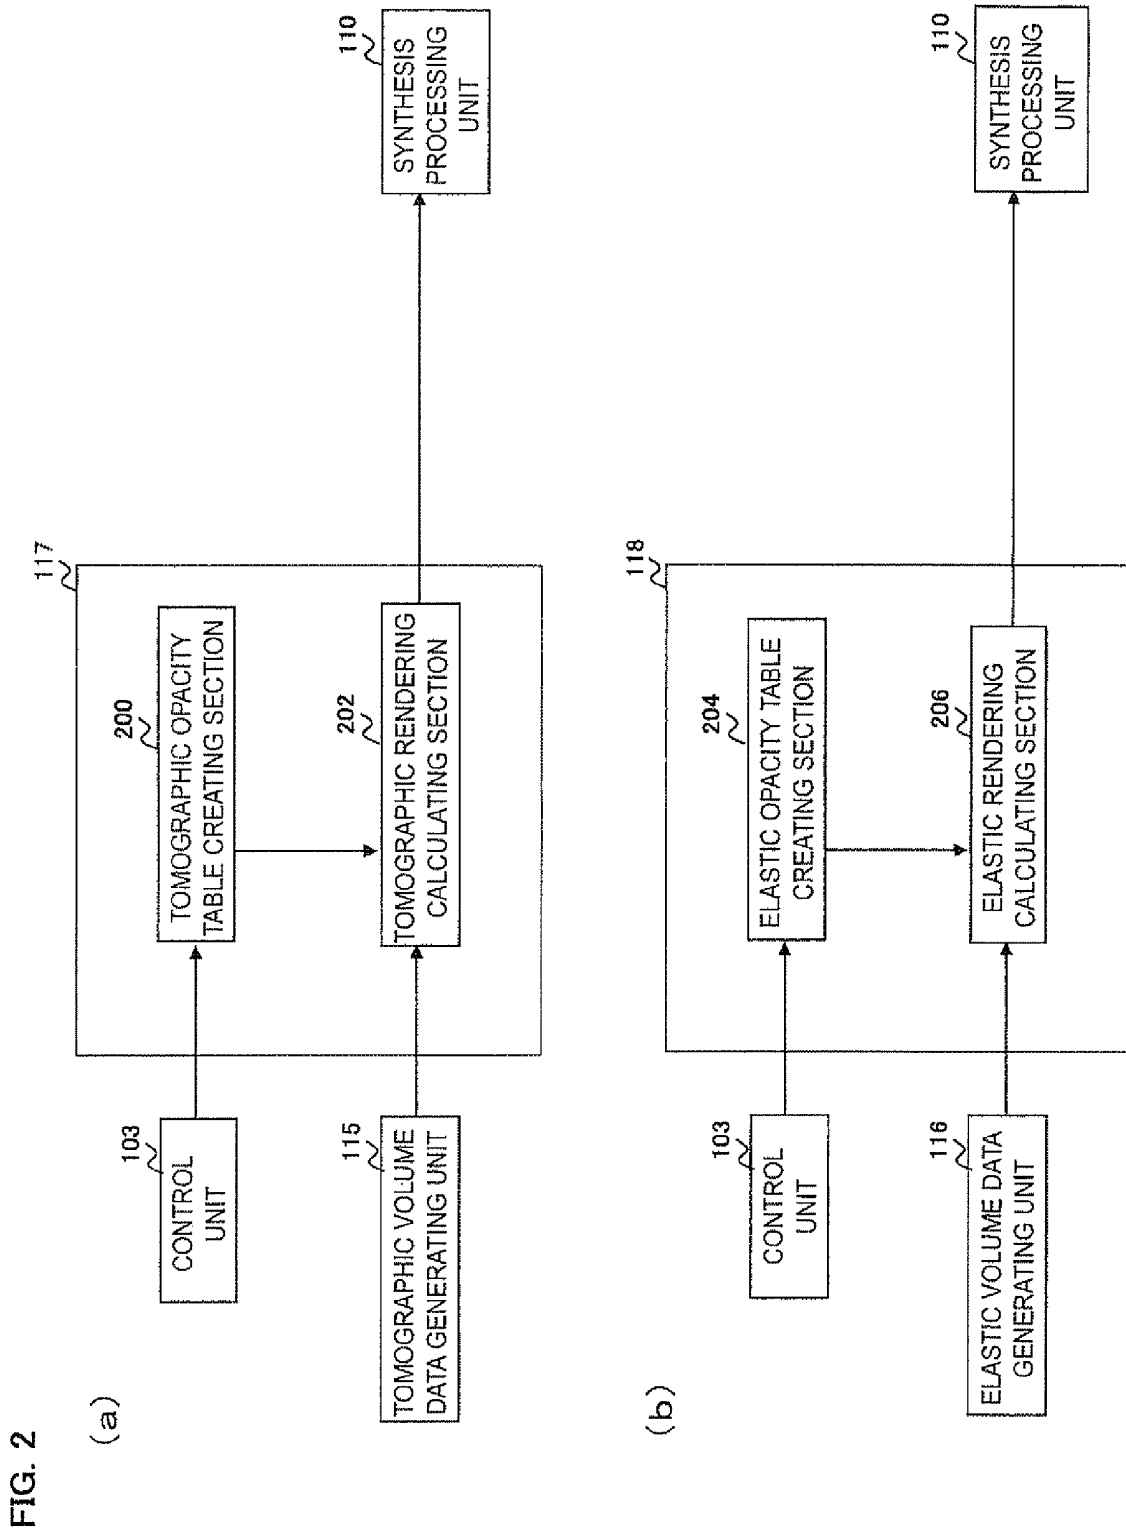 FIG. 2
(a)
103
CONTROL
UNIT
115
TOMOGRAPHIC VOLUME
DATA GENERATING UNIT
117
200
TOMOGRAPHIC OPACITY
TABLE CREATING SECTION
202
TOMOGRAPHIC RENDERING
CALCULATING SECTION
110
SYNTHESIS
PROCESSING
UNIT
(b)
103
CONTROL
UNIT
116
ELASTIC VOLUME DATA
GENERATING UNIT
118
204
ELASTIC OPACITY TABLE
CREATING SECTION
206
ELASTIC RENDERING
CALCULATING SECTION
110
SYNTHESIS
PROCESSING
UNIT